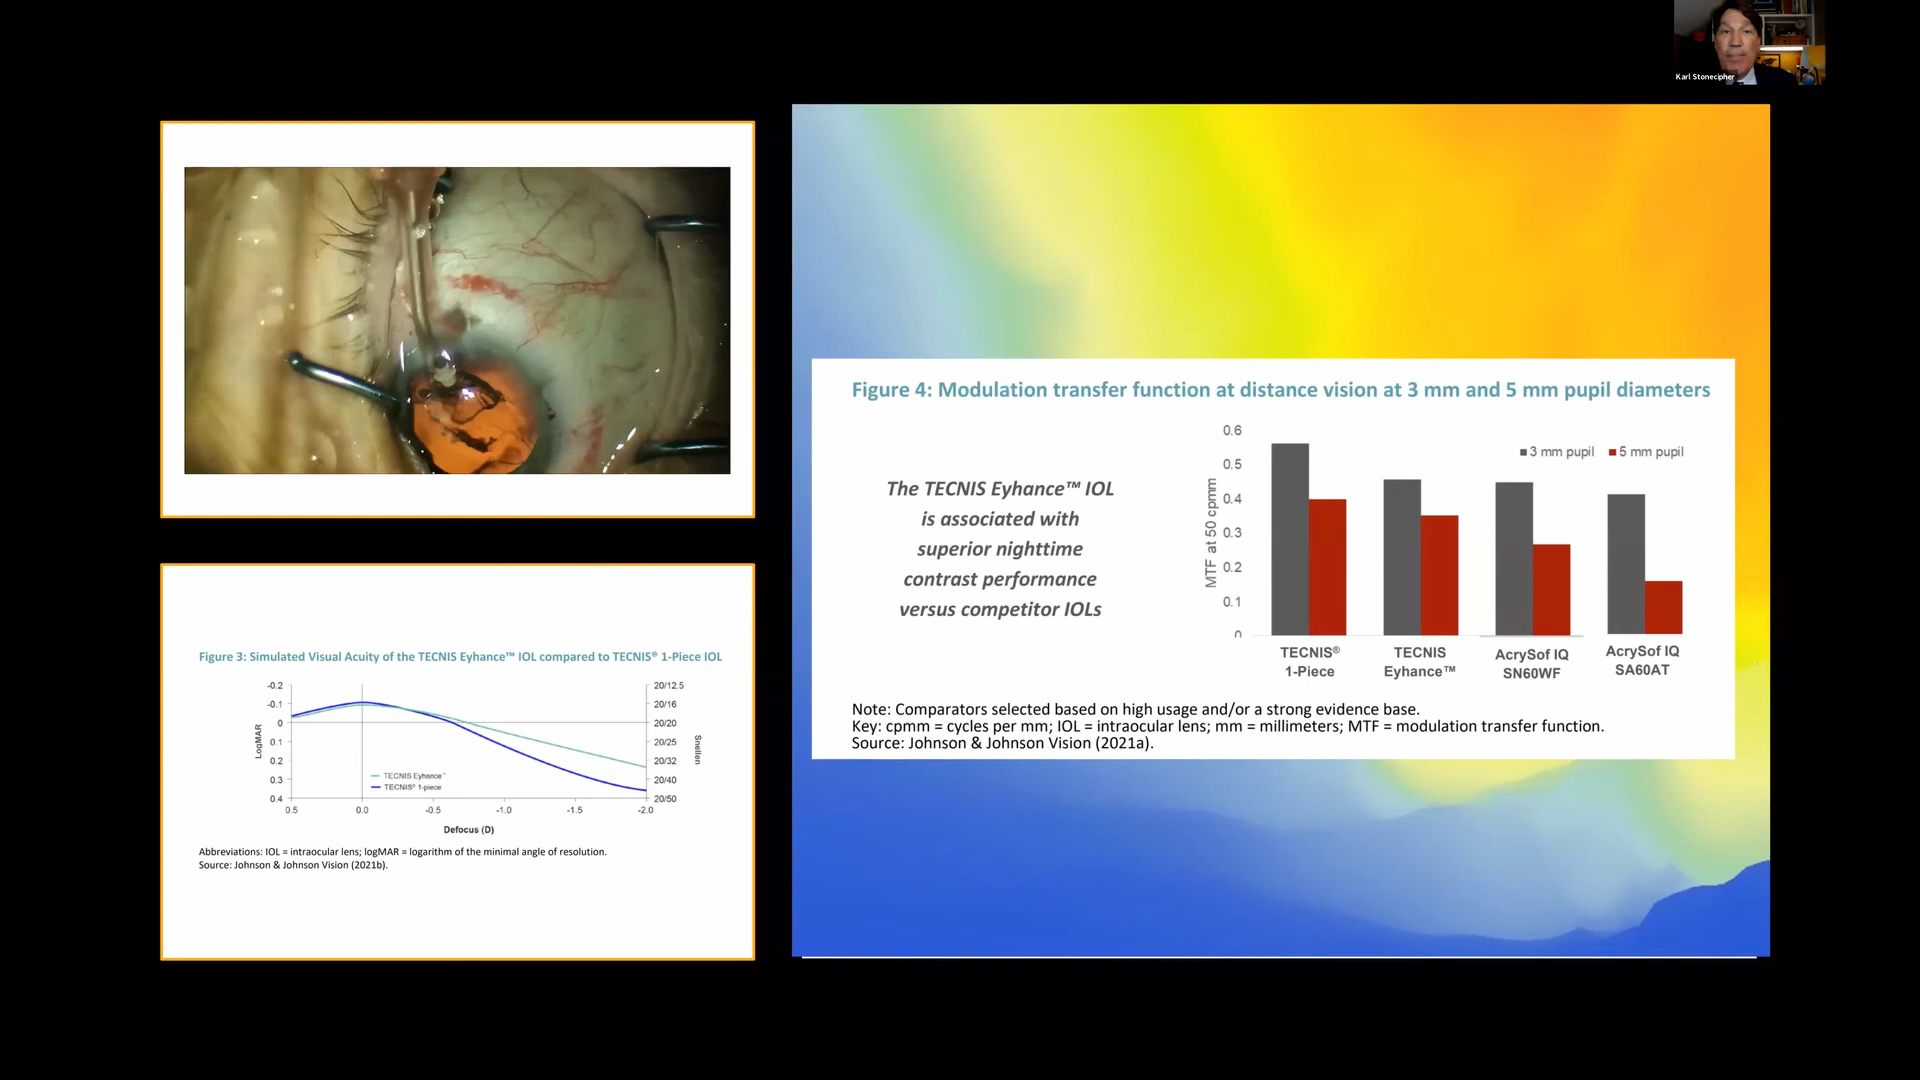 Karl Stonecipher
Figure 3: Simulated Visual Acuity of the TECNIS Eyhance™ IOL compared to TECNIS® 1-Piece IOL
-0.2
-0.1
0
0.1
0.2
0.3
0.4
LogMAR
20/12.5
20/16
20/20
20/25
20/32
20/40
20/50
Snellen
TECNIS Eyhance™
TECNIS® 1-piece
0.5 0.0 -0.5 -1.0 -1.5 -2.0
Defocus (D)
Abbreviations: IOL = intraocular lens; logMAR = logarithm of the minimal angle of resolution.
Source: Johnson & Johnson Vision (2021b).
Figure 4: Modulation transfer function at distance vision at 3 mm and 5 mm pupil diameters
The TECNIS Eyhance™ IOL
is associated with
superior nighttime
contrast performance
versus competitor IOLs
0.6
0.5
0.4
0.3
0.2
0.1
0
MTF at 50 cpmm
3 mm pupil 5 mm pupil
TECNIS®
1-Piece
TECNIS
Eyhance™
AcrySof IQ
SN60WF
AcrySof IQ
SA60AT
Note: Comparators selected based on high usage and/or a strong evidence base.
Key: cpmm = cycles per mm; IOL = intraocular lens; mm = millimeters; MTF = modulation transfer function.
Source: Johnson & Johnson Vision (2021a).